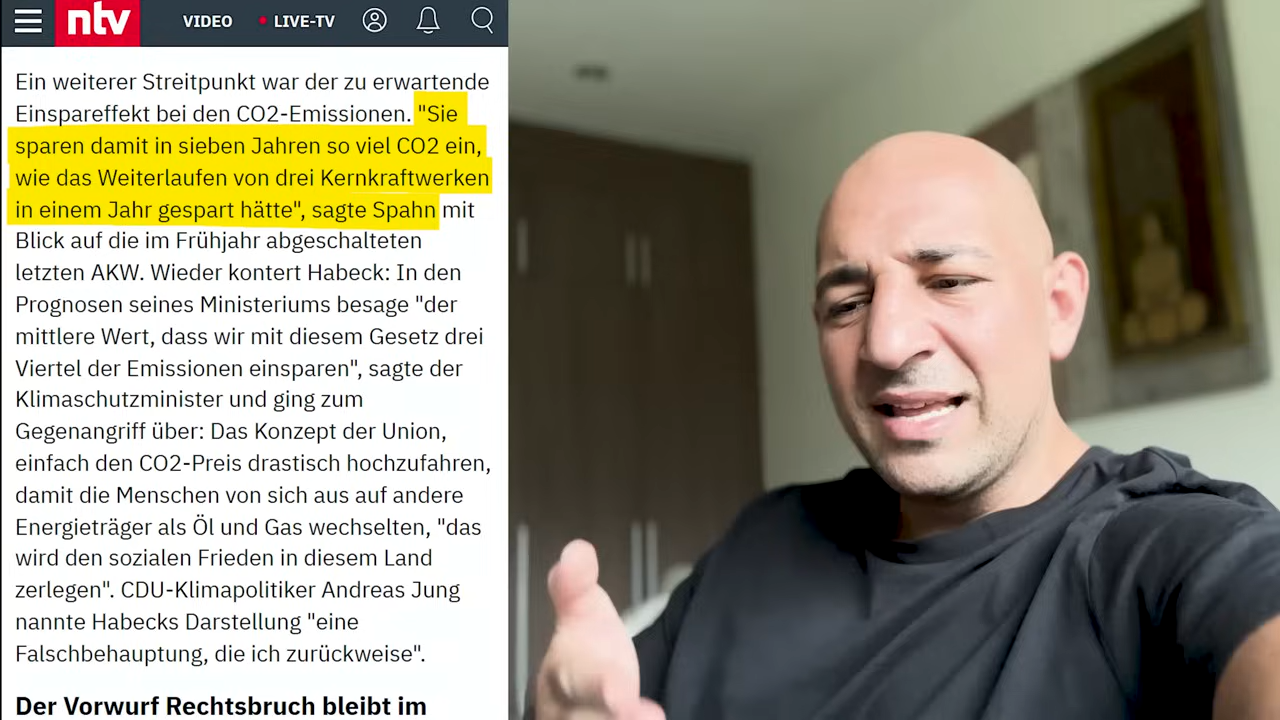 ntv
VIDEO
LIVE-TV
Ein weiterer Streitpunkt war der zu erwartende
Einspareffekt bei den CO2-Emissionen. "Sie
sparen damit in sieben Jahren so viel CO2 ein,
wie das Weiterlaufen von drei Kernkraftwerken
in einem Jahr gespart hätte", sagte Spahn mit
Blick auf die im Frühjahr abgeschalteten
letzten AKW. Wieder kontert Habeck: In den
Prognosen seines Ministeriums besage "der
mittlere Wert, dass wir mit diesem Gesetz drei
Viertel der Emissionen einsparen", sagte der
Klimaschutzminister und ging zum
Gegenangriff über: Das Konzept der Union,
einfach den CO2-Preis drastisch hochzufahren,
damit die Menschen von sich aus auf andere
Energieträger als Öl und Gas wechselten, "das
wird den sozialen Frieden in diesem Land
zerlegen". CDU-Klimapolitiker Andreas Jung
nannte Habecks Darstellung "eine
Falschbehauptung, die ich zurückweise".
Der Vorwurf Rechtsbruch bleibt im